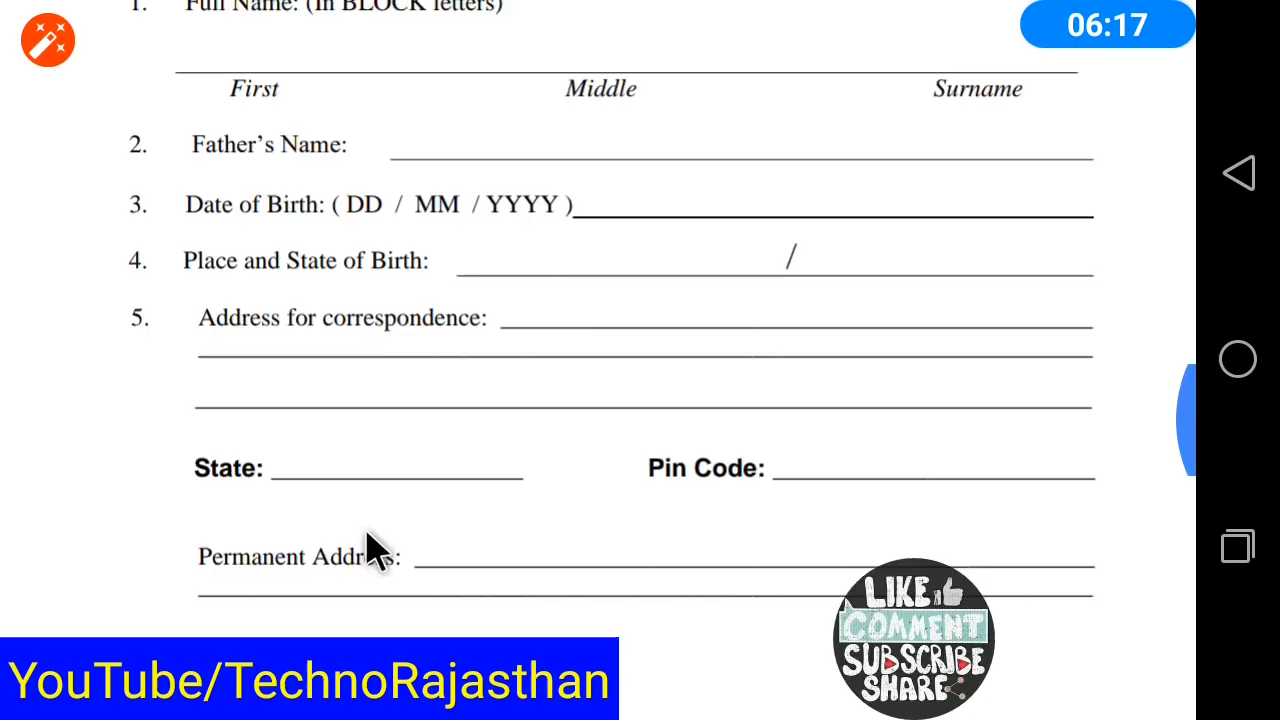 1. Full Name: (In BLOCK letters)
06:17
First Middle Surname
2. Father's Name:
3. Date of Birth: ( DD / MM / YYYY )
4. Place and State of Birth: /
5. Address for correspondence:
State: Pin Code:
Permanent Address:
LIKE
COMMENT
SUBSCRIBE
SHARE
YouTube/TechnoRajasthan